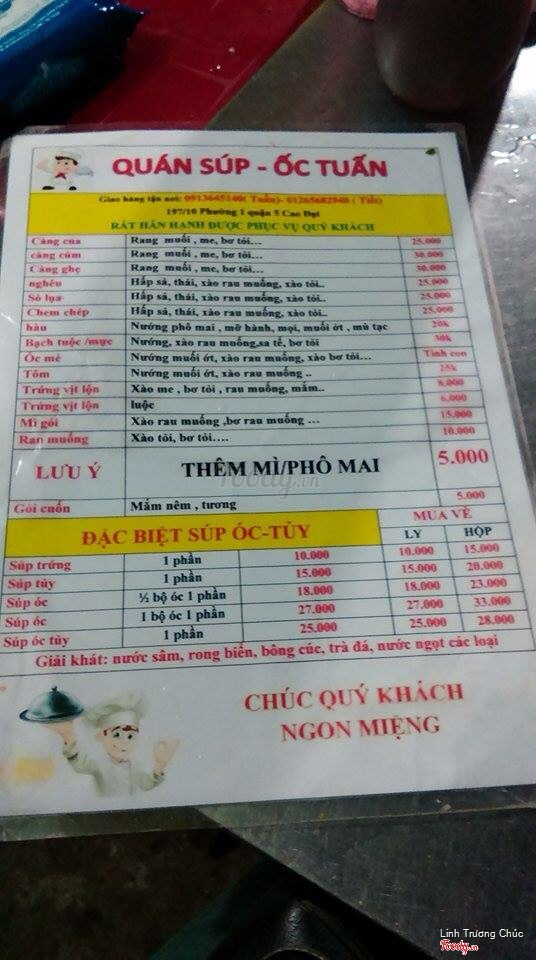 QUÁN SÚP - ỐC TUẤN
Giao hàng tận nơi: 0913645140( Tuấn)- 01265682948 ( Tiến)
197/10 Phường 1 quận 5 Cao Đạt
RẤT HÂN HẠNH ĐƯỢC PHỤC VỤ QUÝ KHÁCH
Càng cua Rang muối , me, bơ tỏi... 25.000
càng cúm Rang muối , me, bơ tỏi... 30.000
Càng ghẹ Rang muối , me, bơ tỏi... 30.000
nghêu Hấp sả, thái, xào rau muống, xào tỏi.. 25.000
Sò lụa Hấp sả, thái, xào rau muống, xào tỏi.. 25.000
Chem chép Hấp sả, thái, xào rau muống, xào tỏi.. 25.000
hàu Nướng phô mai , mỡ hành, mọi, muối ớt , mù tạc 20k
Bạch tuộc /mực Nướng, xào rau muống,sa tế, bơ tỏi 30k
Ốc mê Nướng muối ớt, xào rau muống, xào bơ tỏi... Tính con
Tôm Nướng muối ớt, xào rau muống .. 25k
Trứng vịt lộn Xào me , bơ tỏi , rau muống, mắm.. 8.000
Trứng vịt lộn luộc 6.000
Mì gói Xào rau muống ,bơ rau muống ... 15.000
Rau muống Xào tỏi, bơ tỏi.... 10.000
LƯU Ý THÊM MÌ/PHÔ MAI 5.000
Foody.vn
Gỏi cuốn Mắm nêm , tương 5.000
ĐẶC BIỆT SÚP ÓC-TỦY MUA VỀ
LY HỘP
Súp trứng 1 phần 10.000 10.000 15.000
Súp tủy 1 phần 15.000 15.000 20.000
Súp óc ½ bộ óc 1 phần 18.000 18.000 23.000
Súp óc 1 bộ óc 1 phần 27.000 27.000 33.000
Súp óc tủy 1 phần 25.000 25.000 28.000
Giải khát: nước sâm, rong biển, bông cúc, trà đá, nước ngọt các loại
CHÚC QUÝ KHÁCH
NGON MIỆNG
Linh Trương Chúc
Foody.vn